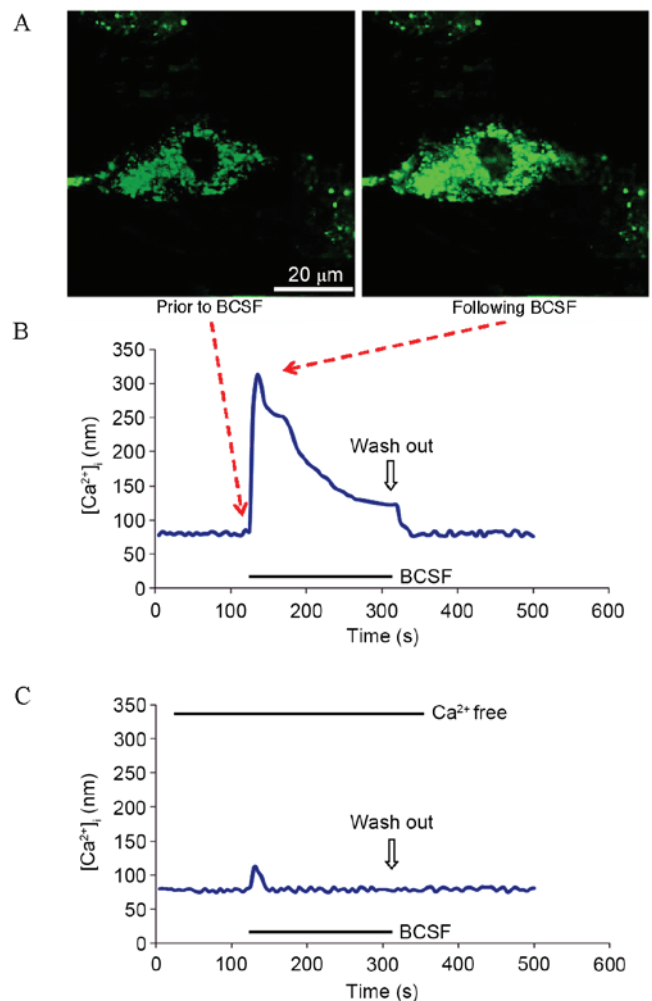 A
20 μm
Prior to BCSF
Following BCSF
B
350
300
250
200
150
100
50
0
[Ca²⁺]ᵢ (nm)
Wash out
BCSF
0 100 200 300 400 500 600
Time (s)
C
350
300
250
200
150
100
50
0
[Ca²⁺]ᵢ (nm)
Ca²⁺ free
Wash out
BCSF
0 100 200 300 400 500 600
Time (s)